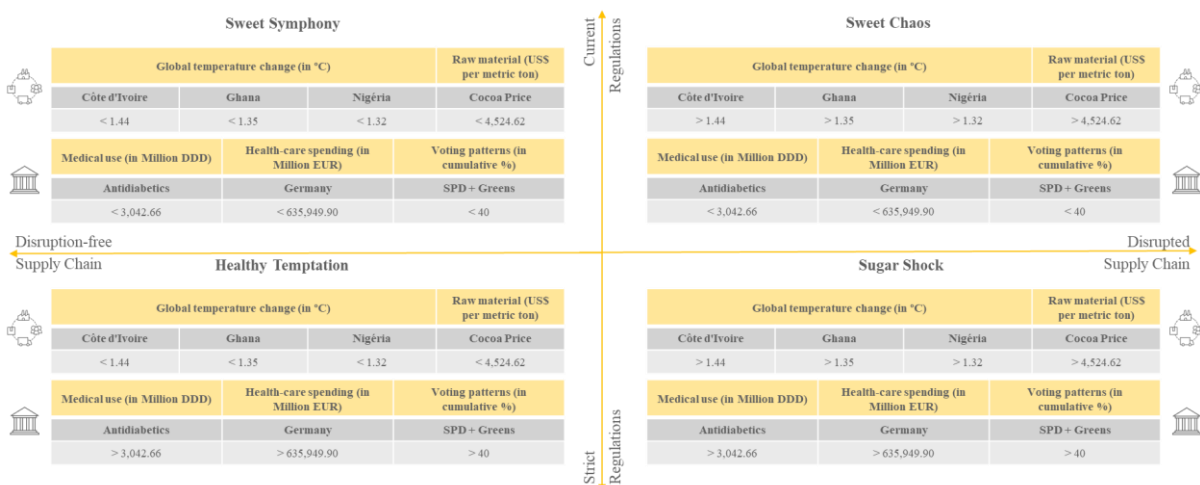 Sweet Symphony
Global temperature change (in °C)
Raw material (US$
per metric ton)
Côte d'Ivoire
Ghana
Nigéria
Cocoa Price
< 1.44
< 1.35
< 1.32
< 4,524.62
Medical use (in Million DDD)
Health-care spending (in
Million EUR)
Voting patterns (in
cumulative %)
Antidiabetics
Germany
SPD + Greens
< 3,042.66
< 635,949.90
< 40
Current
Regulations
Sweet Chaos
Global temperature change (in °C)
Raw material (US$
per metric ton)
Côte d'Ivoire
Ghana
Nigéria
Cocoa Price
> 1.44
> 1.35
> 1.32
> 4,524.62
Medical use (in Million DDD)
Health-care spending (in
Million EUR)
Voting patterns (in
cumulative %)
Antidiabetics
Germany
SPD + Greens
< 3,042.66
< 635,949.90
< 40
Disruption-free
Supply Chain
Disrupted
Supply Chain
Healthy Temptation
Global temperature change (in °C)
Raw material (US$
per metric ton)
Côte d'Ivoire
Ghana
Nigéria
Cocoa Price
< 1.44
< 1.35
< 1.32
< 4,524.62
Medical use (in Million DDD)
Health-care spending (in
Million EUR)
Voting patterns (in
cumulative %)
Antidiabetics
Germany
SPD + Greens
> 3,042.66
> 635,949.90
> 40
Strict
Regulations
Sugar Shock
Global temperature change (in °C)
Raw material (US$
per metric ton)
Côte d'Ivoire
Ghana
Nigéria
Cocoa Price
> 1.44
> 1.35
> 1.32
> 4,524.62
Medical use (in Million DDD)
Health-care spending (in
Million EUR)
Voting patterns (in
cumulative %)
Antidiabetics
Germany
SPD + Greens
> 3,042.66
> 635,949.90
> 40